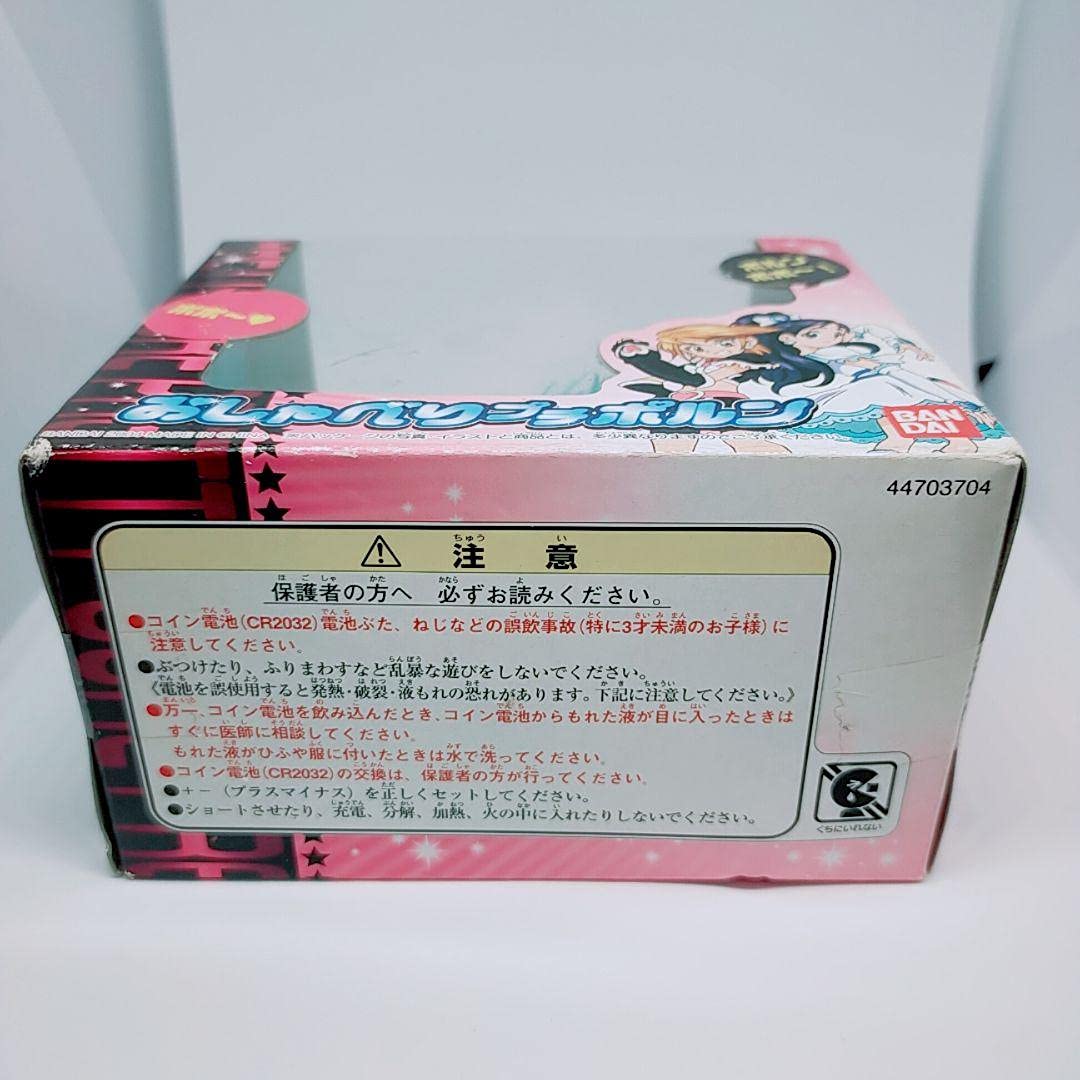 ポポ〜♥
ポルン
ポポ〜!
おしゃべりプチポルン
BAN
DAI
44703704
注意
保護者の方へ 必ずお読みください。
●コイン電池(CR2032)電池ぶた、ねじなどの誤飲事故(特に3才未満のお子様)に
注意してください。
●ぶつけたり、ふりまわすなど乱暴な遊びをしないでください。
《電池を誤使用すると発熱・破裂・液もれの恐れがあります。下記に注意してください。》
●万一、コイン電池を飲み込んだとき、コイン電池からもれた液が目に入ったときは
すぐに医師に相談してください。
もれた液がひふや服に付いたときは水で洗ってください。
●コイン電池(CR2032)の交換は、保護者の方が行ってください。
●+-(プラスマイナス)を正しくセットしてください。
●ショートさせたり、充電、分解、加熱、火の中に入れたりしないでください。
くちにいれない